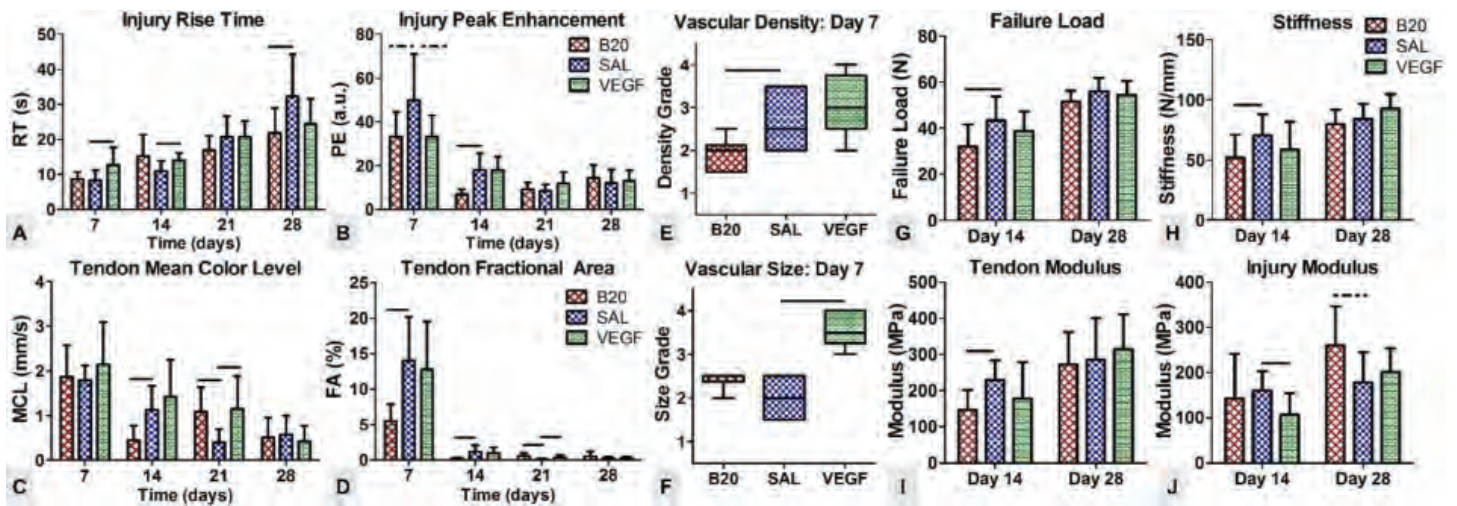 Injury Rise Time
50
40
30
20
10
0
RT (s)
7 14 21 28
Time (days)
A
Injury Peak Enhancement
80
60
40
20
0
PE (a.u.)
B20
SAL
VEGF
7 14 21 28
Time (days)
B
Vascular Density: Day 7
4
3
2
1
Density Grade
B20 SAL VEGF
E
Failure Load
80
60
40
20
0
Failure Load (N)
Day 14 Day 28
G
Stiffness
150
100
50
0
Stiffness (N/mm)
B20
SAL
VEGF
Day 14 Day 28
H
Tendon Mean Color Level
4
3
2
1
0
MCL (mm/s)
7 14 21 28
Time (days)
C
Tendon Fractional Area
25
20
15
10
5
0
FA (%)
B20
SAL
VEGF
7 14 21 28
Time (days)
D
Vascular Size: Day 7
4
3
2
1
Size Grade
B20 SAL VEGF
F
Tendon Modulus
500
400
300
200
100
0
Modulus (MPa)
Day 14 Day 28
I
Injury Modulus
400
300
200
100
0
Modulus (MPa)
Day 14 Day 28
J